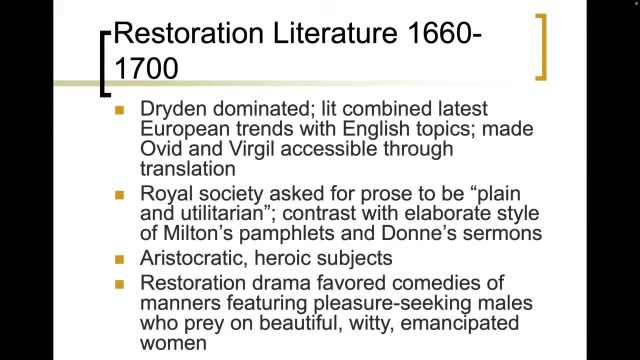 Restoration Literature 1660-
1700
Dryden dominated; lit combined latest
European trends with English topics; made
Ovid and Virgil accessible through
translation
Royal society asked for prose to be “plain
and utilitarian”; contrast with elaborate style
of Milton’s pamphlets and Donne’s sermons
Aristocratic, heroic subjects
Restoration drama favored comedies of
manners featuring pleasure-seeking males
who prey on beautiful, witty, emancipated
women